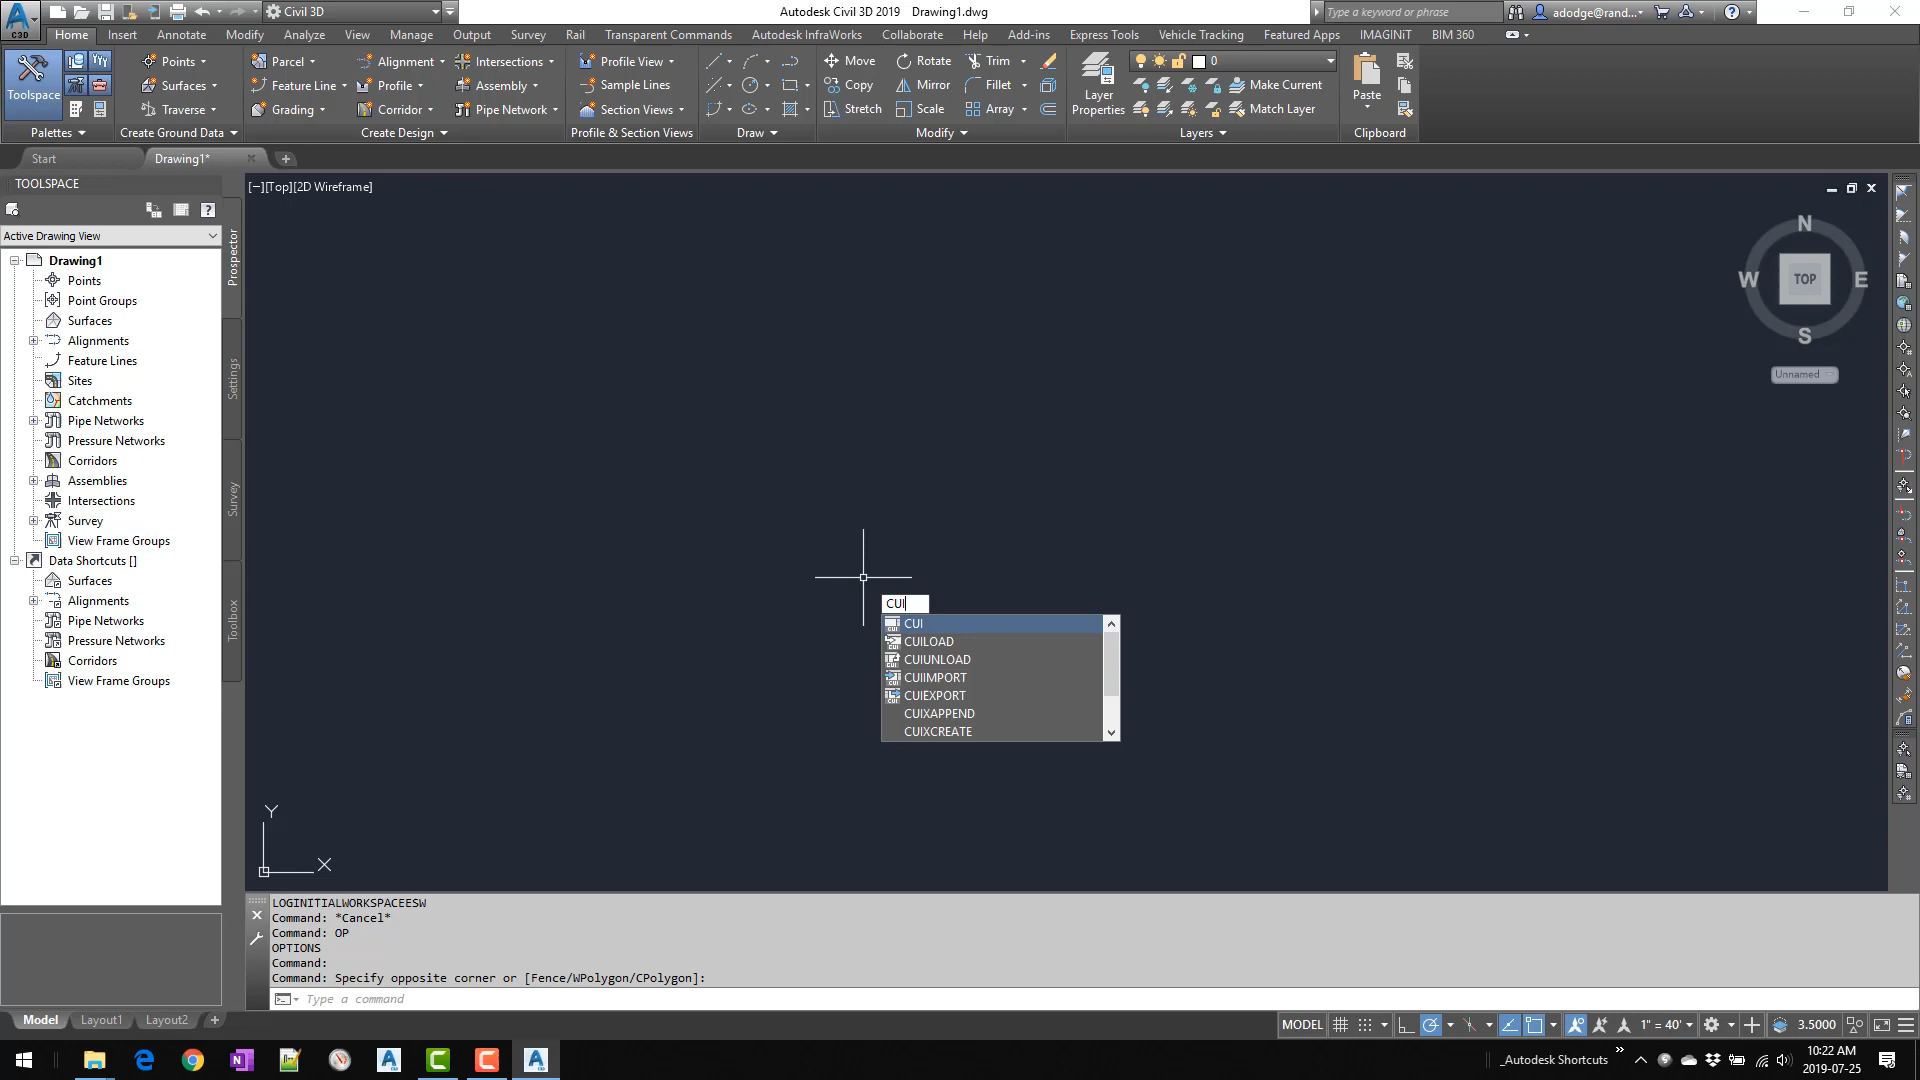 Civil 3D
Autodesk Civil 3D 2019 Drawing1.dwg
Type a keyword or phrase
adodge@rand...
C3D
Home Insert Annotate Modify Analyze View Manage Output Survey Rail Transparent Commands Autodesk InfraWorks Collaborate Help Add-ins Express Tools Vehicle Tracking Featured Apps IMAGINiT BIM 360
Points Parcel Alignment Intersections Profile View Move Rotate Trim 0
Toolspace Surfaces Feature Line Profile Assembly Sample Lines Copy Mirror Fillet Layer Properties Make Current Paste
Traverse Grading Corridor Pipe Network Section Views Stretch Scale Array Match Layer
Palettes Create Ground Data Create Design Profile & Section Views Draw Modify Layers Clipboard
Start Drawing1*
TOOLSPACE
Active Drawing View
Drawing1
Points
Point Groups
Surfaces
Alignments
Feature Lines
Sites
Catchments
Pipe Networks
Pressure Networks
Corridors
Assemblies
Intersections
Survey
View Frame Groups
Data Shortcuts []
Surfaces
Alignments
Pipe Networks
Pressure Networks
Corridors
View Frame Groups
Prospector
Settings
Survey
Toolbox
[−][Top][2D Wireframe]
N
W TOP E
S
Unnamed
CUI
CUI
CUILOAD
CUIUNLOAD
CUIIMPORT
CUIEXPORT
CUIXAPPEND
CUIXCREATE
Y
X
LOGINITIALWORKSPACEESW
Command: *Cancel*
Command: OP
OPTIONS
Command:
Command: Specify opposite corner or [Fence/WPolygon/CPolygon]:
Type a command
Model Layout1 Layout2
MODEL 1" = 40' 3.5000
_Autodesk Shortcuts
10:22 AM
2019-07-25